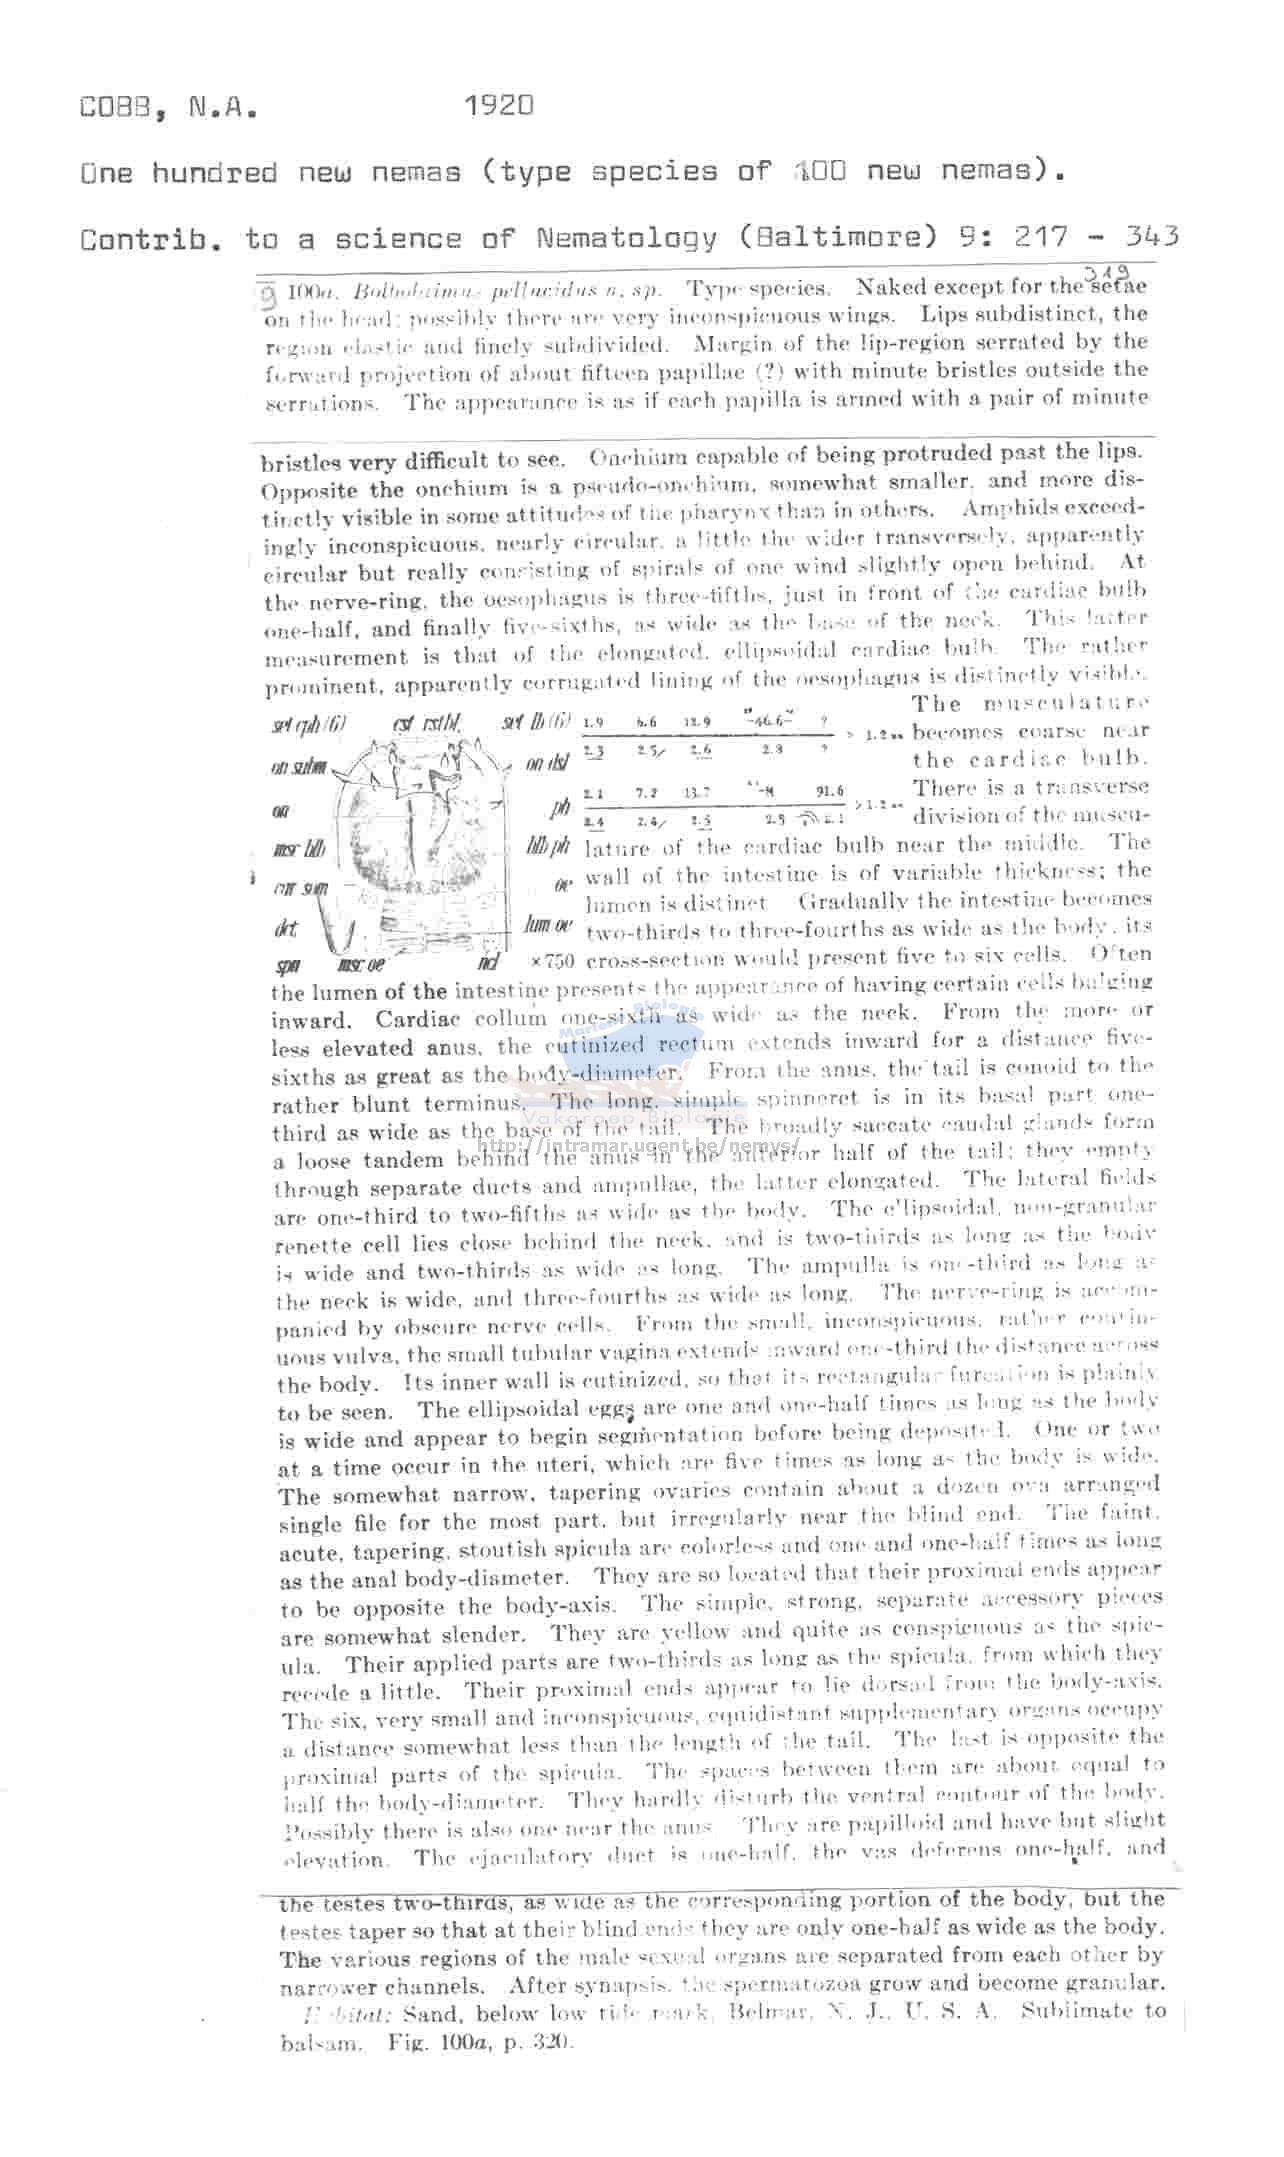 COBB, N.A. 1920
One hundred new nemas (type species of 100 new nemas).
Contrib. to a science of Nematology (Baltimore) 9: 217 - 343
319
100a. Bolbolaimus pellucidus n. sp. Type species. Naked except for the setae
on the head; possibly there are very inconspicuous wings. Lips subdistinct, the
region elastic and finely subdivided. Margin of the lip-region serrated by the
forward projection of about fifteen papillae (?) with minute bristles outside the
serrations. The appearance is as if each papilla is armed with a pair of minute
bristles very difficult to see. Onchium capable of being protruded past the lips.
Opposite the onchium is a pseudo-onchium, somewhat smaller, and more dis-
tinctly visible in some attitudes of the pharynx than in others. Amphids exceed-
ingly inconspicuous, nearly circular, a little the wider transversely, apparently
circular but really consisting of spirals of one wind slightly open behind. At
the nerve-ring, the oesophagus is three-fifths, just in front of the cardiac bulb
one-half, and finally five-sixths, as wide as the base of the neck. This latter
measurement is that of the elongated, ellipsoidal cardiac bulb. The rather
prominent, apparently corrugated lining of the oesophagus is distinctly visible.
The musculature
becomes coarse near
the cardiac bulb.
There is a transverse
division of the muscu-
lature of the cardiac bulb near the middle. The
wall of the intestine is of variable thickness; the
lumen is distinct Gradually the intestine becomes
two-thirds to three-fourths as wide as the body, its
cross-section would present five to six cells. Often
set cph (6) cst rstbl. set lb (6)
on subm on dsl
on ph
msr blb blb ph
crr sum oe
dct lum oe
spn msc oe ncl ×750
1.9 6.6 12.9 46.6 ?
2.3 2.5 2.6 2.8 ? > 1.2
2.1 7.2 13.7 -M 91.6
2.4 2.4 2.5 2.8 2.1 >1.2
the lumen of the intestine presents the appearance of having certain cells bulging
inward. Cardiac collum one-sixth as wide as the neck. From the more or
less elevated anus, the cutinized rectum extends inward for a distance five-
sixths as great as the body-diameter. From the anus, the tail is conoid to the
rather blunt terminus. The long, simple spinneret is in its basal part one-
third as wide as the base of the tail. The broadly saccate caudal glands form
a loose tandem behind the anus in the anterior half of the tail; they empty
through separate ducts and ampullae, the latter elongated. The lateral fields
are one-third to two-fifths as wide as the body. The ellipsoidal, non-granular
renette cell lies close behind the neck, and is two-thirds as long as the body
is wide and two-thirds as wide as long. The ampulla is one-third as long as
the neck is wide, and three-fourths as wide as long. The nerve-ring is accom-
panied by obscure nerve cells. From the small, inconspicuous, rather contin-
uous vulva, the small tubular vagina extends inward one-third the distance across
the body. Its inner wall is cutinized, so that its rectangular furcation is plainly
to be seen. The ellipsoidal eggs are one and one-half times as long as the body
is wide and appear to begin segmentation before being deposited. One or two
at a time occur in the uteri, which are five times as long as the body is wide.
The somewhat narrow, tapering ovaries contain about a dozen ova arranged
single file for the most part, but irregularly near the blind end. The faint,
acute, tapering, stoutish spicula are colorless and one and one-half times as long
as the anal body-diameter. They are so located that their proximal ends appear
to be opposite the body-axis. The simple, strong, separate accessory pieces
are somewhat slender. They are yellow and quite as conspicuous as the spic-
ula. Their applied parts are two-thirds as long as the spicula, from which they
recede a little. Their proximal ends appear to lie dorsad from the body-axis.
The six, very small and inconspicuous, equidistant supplementary organs occupy
a distance somewhat less than the length of the tail. The last is opposite the
proximal parts of the spicula. The spaces between them are about equal to
half the body-diameter. They hardly disturb the ventral contour of the body.
Possibly there is also one near the anus They are papilloid and have but slight
elevation. The ejaculatory duct is one-half, the vas deferens one-half, and
the testes two-thirds, as wide as the corresponding portion of the body, but the
testes taper so that at their blind ends they are only one-half as wide as the body.
The various regions of the male sexual organs are separated from each other by
narrower channels. After synapsis, the spermatozoa grow and become granular.
Habitat: Sand, below low tide mark, Belmar, N. J., U. S. A. Sublimate to
balsam. Fig. 100a, p. 320.
Mariene Biologie
Vakgroep Biologie
http://intramar.ugent.be/nemys/